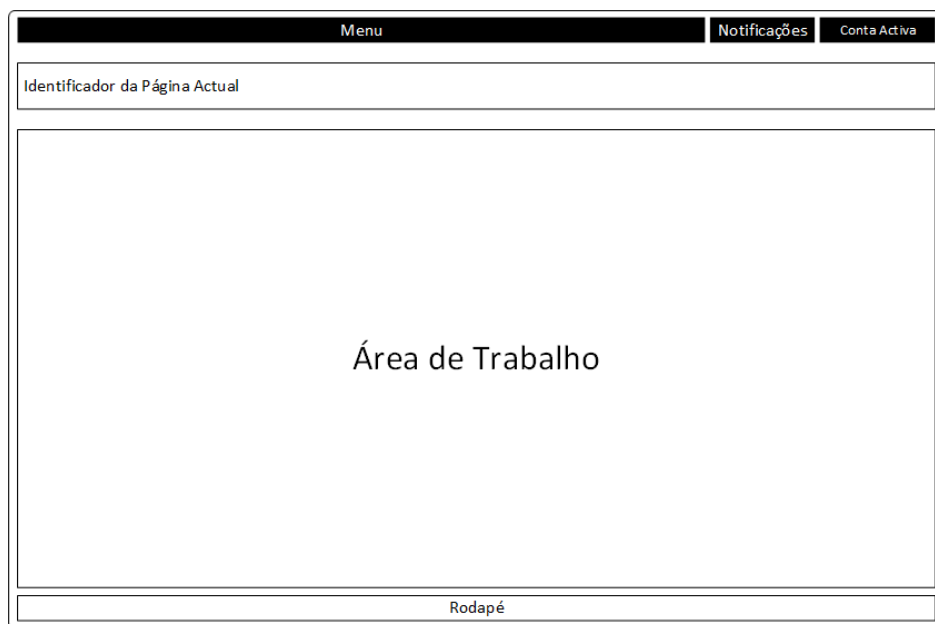 Menu
Notificações
Conta Activa
Identificador da Página Actual
Área de Trabalho
Rodapé